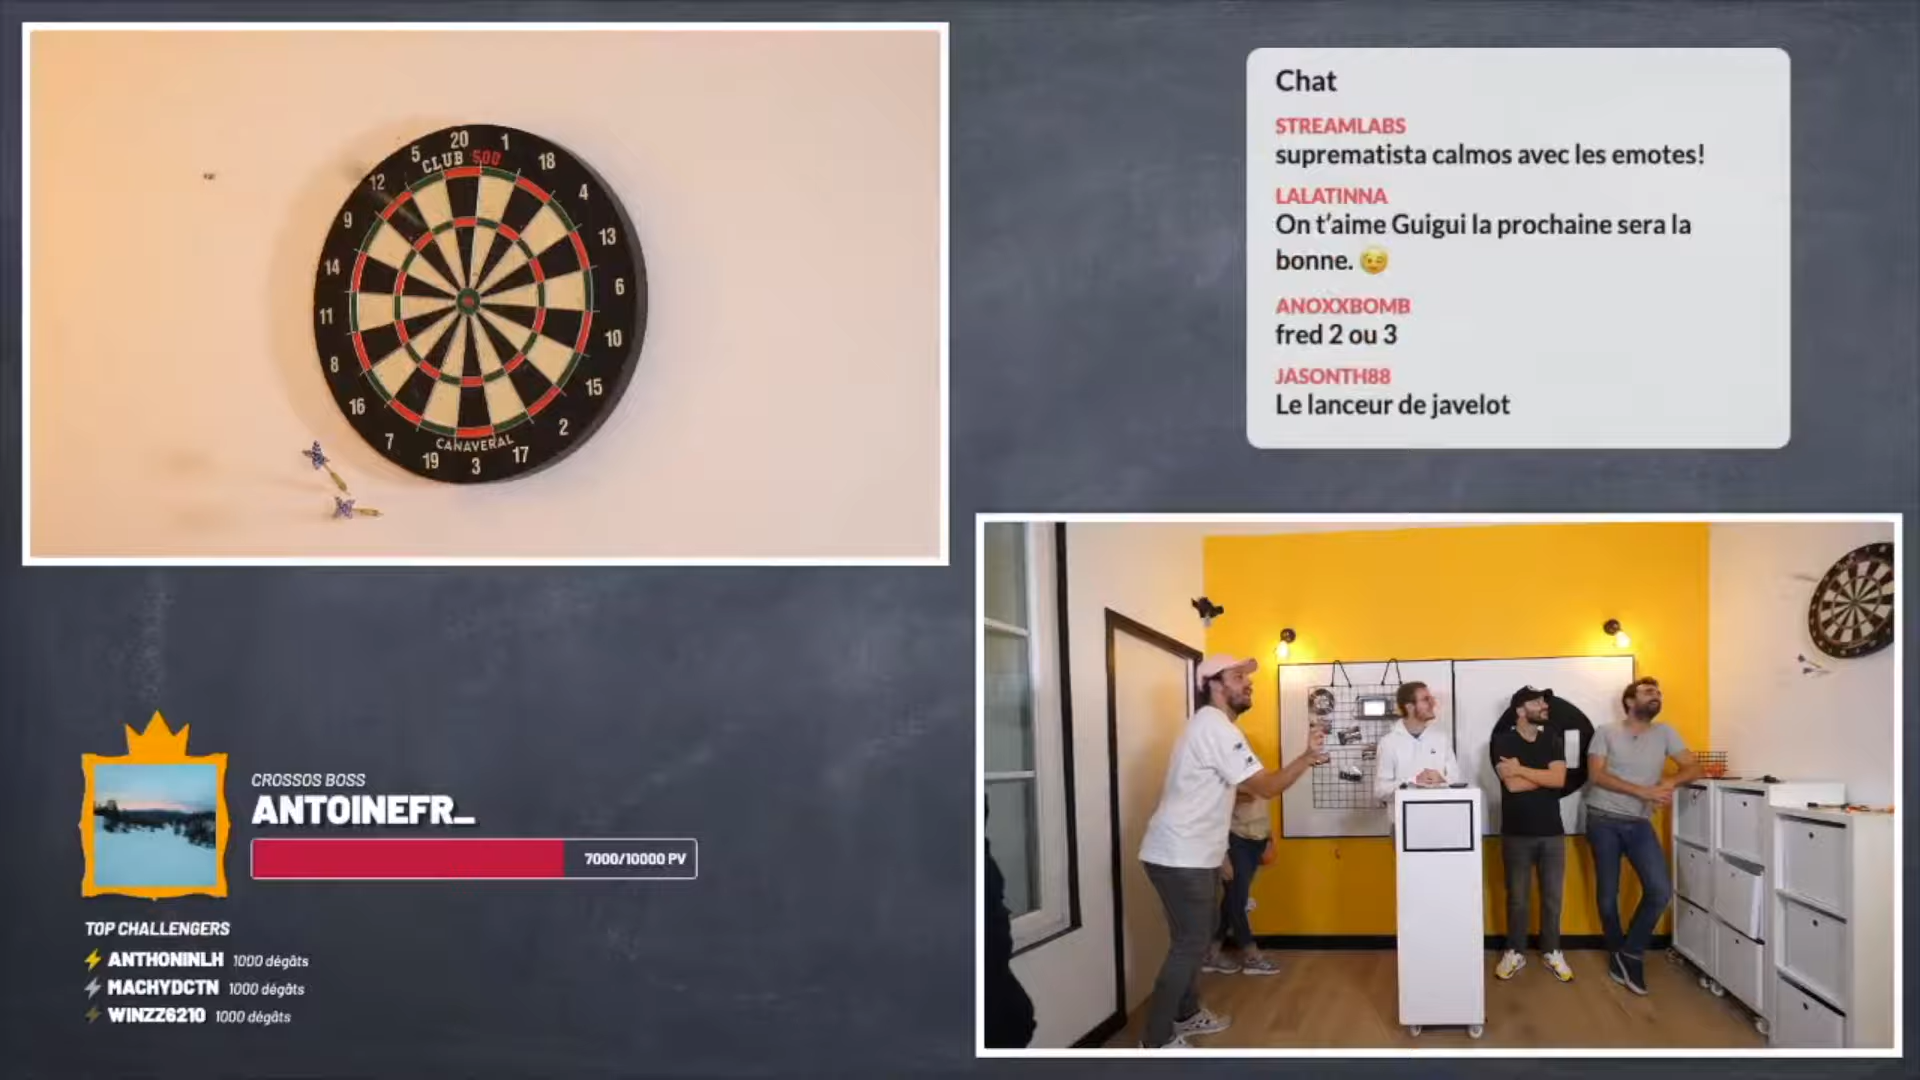 20 1 18 4 13 6 10 15 2 17 3 19 7 16 8 11 14 9 12 5
CLUB 500
CANAVERAL
Chat
STREAMLABS
suprematista calmos avec les emotes!
LALATINNA
On t'aime Guigui la prochaine sera la
bonne. 😉
ANOXXBOMB
fred 2 ou 3
JASONTH88
Le lanceur de javelot
CROSSOS BOSS
ANTOINEFR_
7000/10000 PV
TOP CHALLENGERS
ANTHONINLH 1000 dégâts
MACHYDCTN 1000 dégâts
WINZZ6210 1000 dégâts